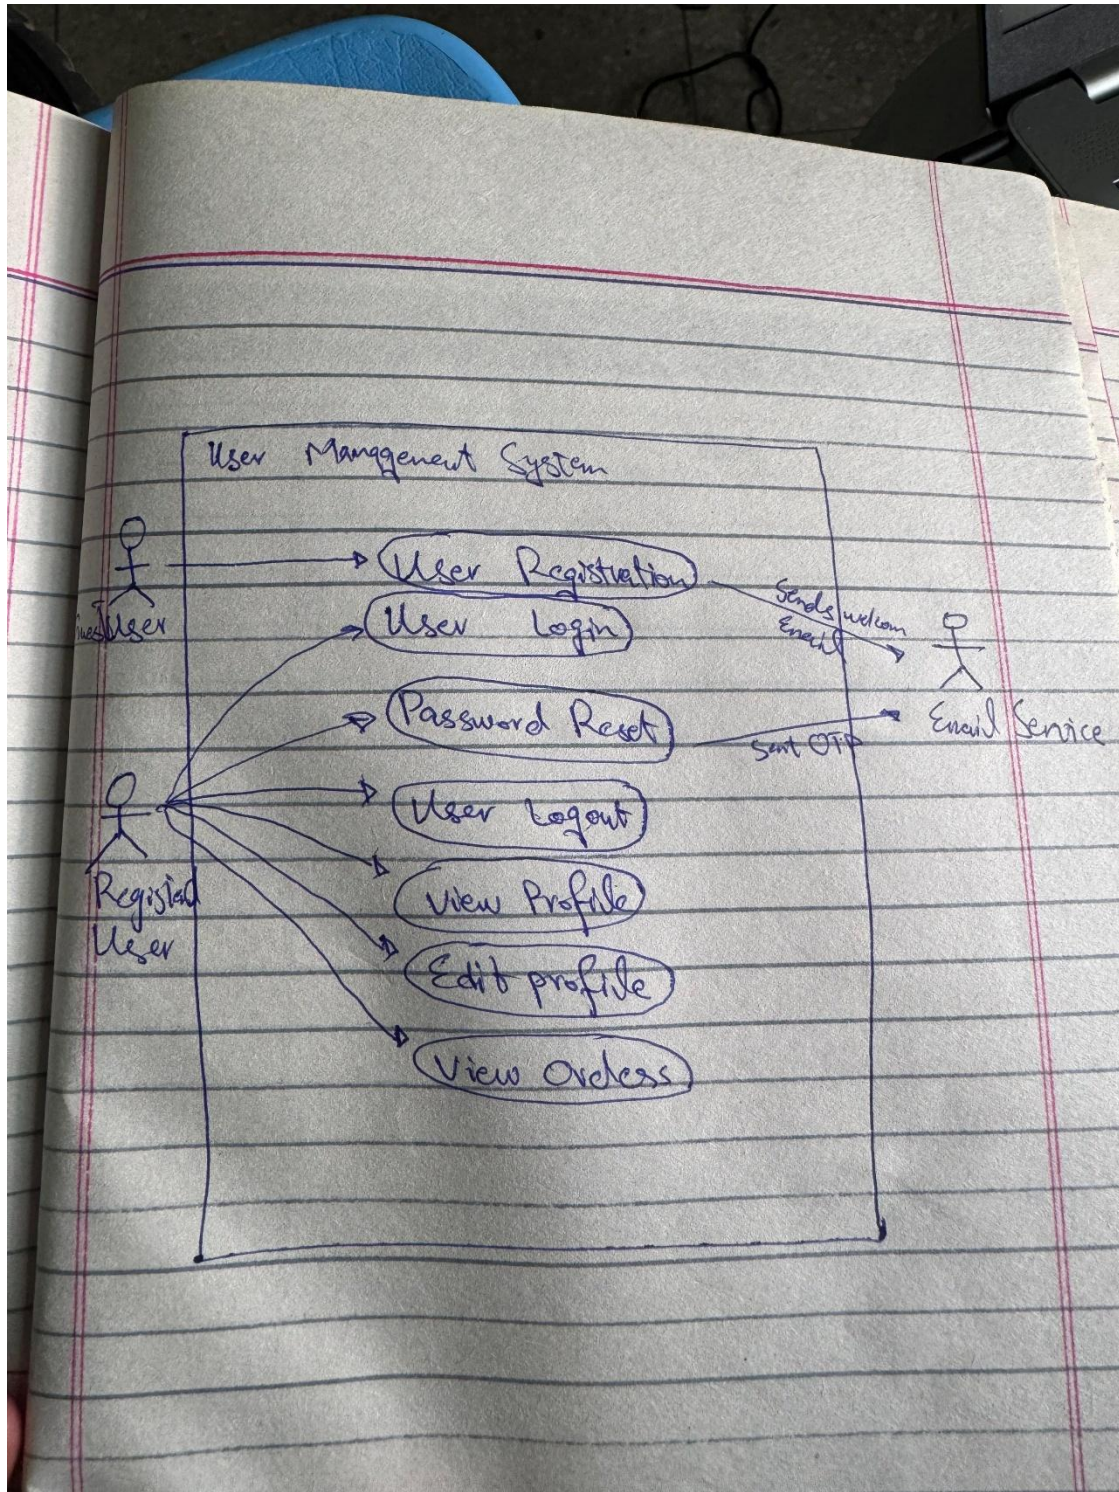 User Management System
User Registration
Sends welcom
Email
User
User Login
Password Reset
Sent OTP
Email Service
User Logout
Registed
User
View Profile
Edit profile
View Orders